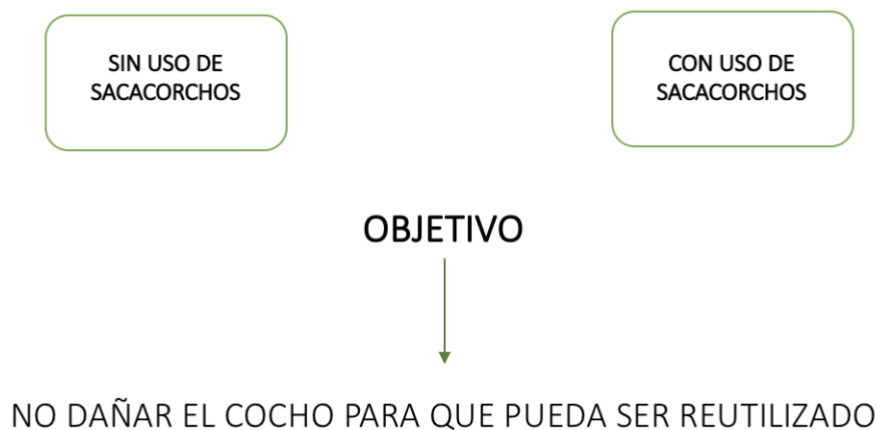 SIN USO DE
SACACORCHOS
CON USO DE
SACACORCHOS
OBJETIVO
NO DAÑAR EL COCHO PARA QUE PUEDA SER REUTILIZADO